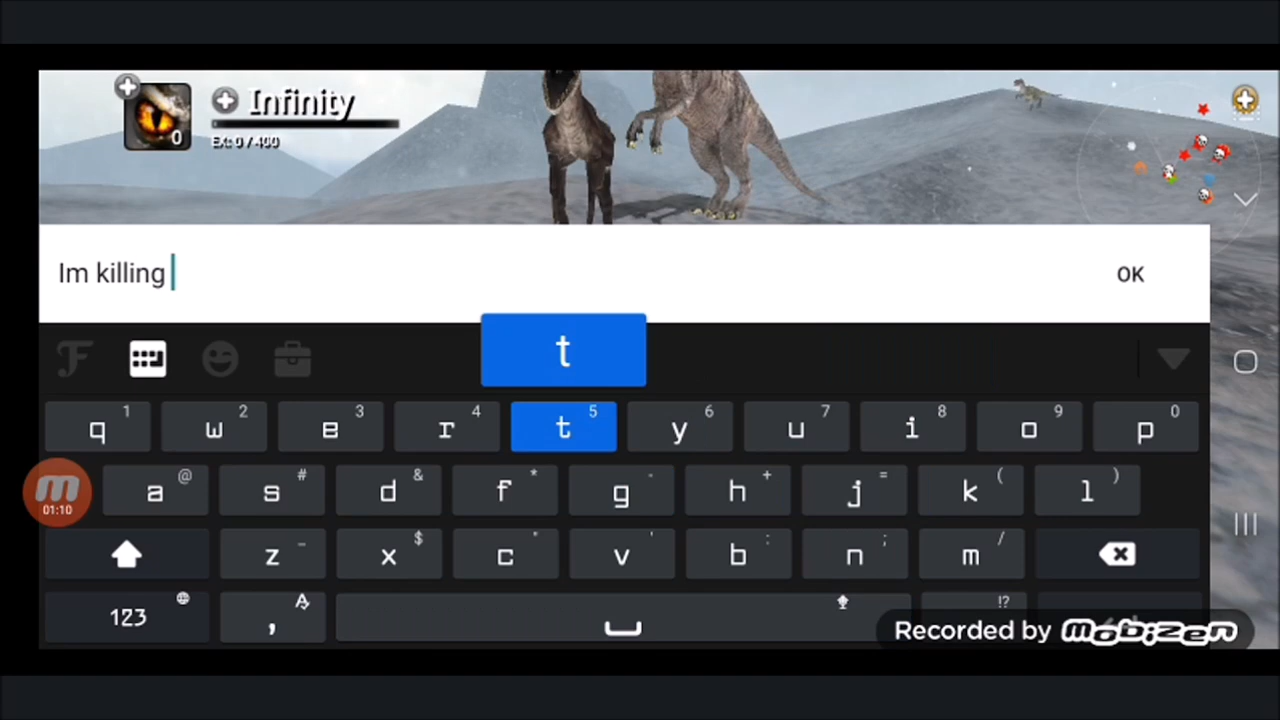 Infinity
0
EX: 0 / 400
Im killing
OK
t
q 1 w 2 e 3 r 4 t 5 y 6 u 7 i 8 o 9 p 0
a @ s # d & f * g - h + j = k ( l )
01:10
z _ x $ c " v ' b : n ; m /
123 , !?
Recorded by mobizen